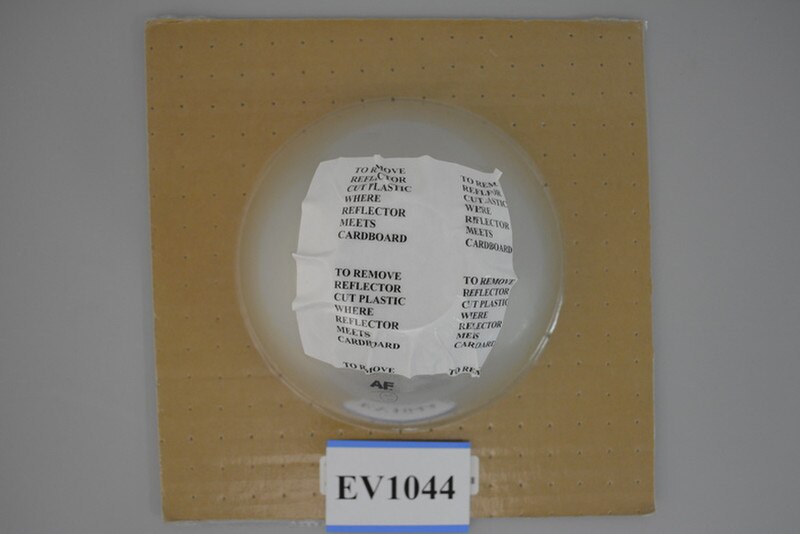 TO REMOVE
REFLECTOR
CUT PLASTIC
WHERE
REFLECTOR
MEETS
CARDBOARD
TO REM
REFLECTOR
CUT PLASTIC
WHERE
REFLECTOR
MEETS
CARDBOARD
TO REMOVE
REFLECTOR
CUT PLASTIC
WHERE
REFLECTOR
MEETS
CARDBOARD
TO REMOVE
REFLECTOR
CUT PLASTIC
WHERE
REFLECTOR
MEETS
CARDBOARD
TO REMOVE
TO REM
AF
EV1044